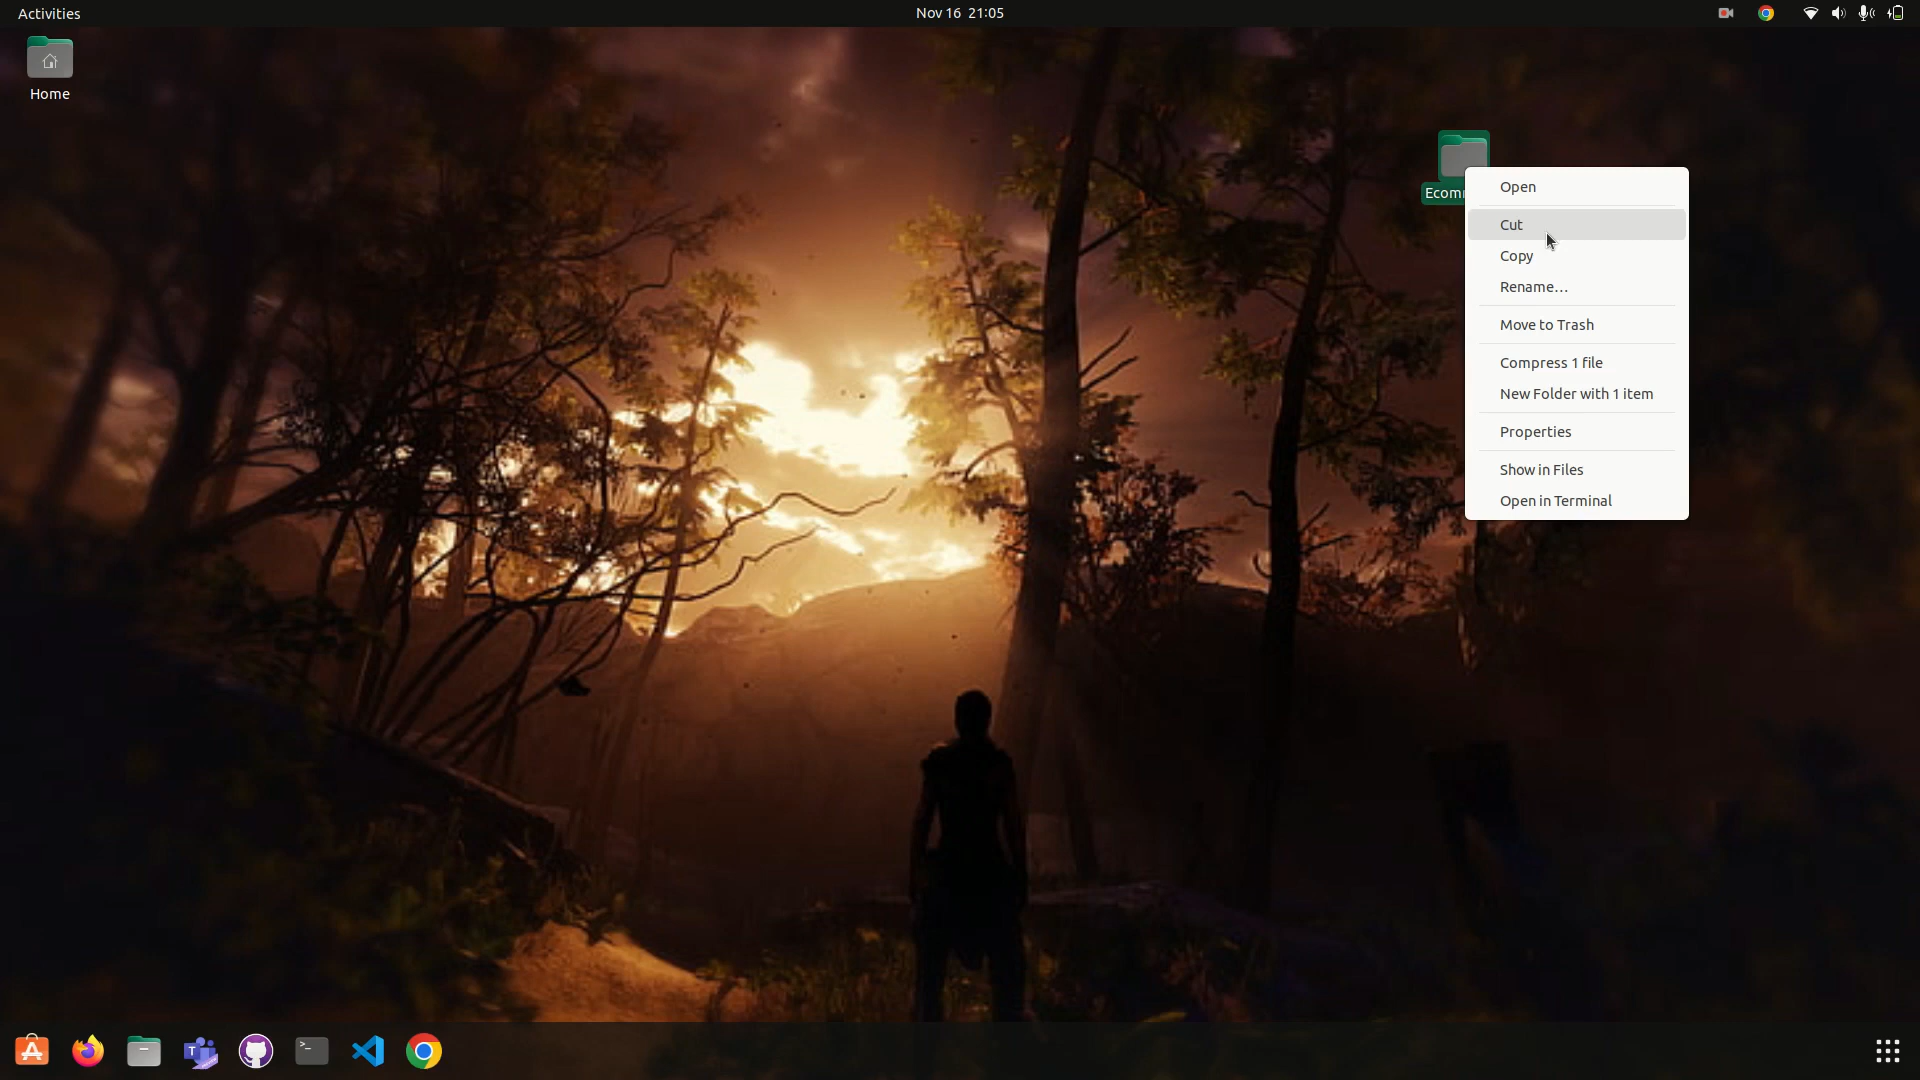 Activities
Nov 16 21:05
Home
Open
Cut
Copy
Rename…
Move to Trash
Compress 1 file
New Folder with 1 item
Properties
Show in Files
Open in Terminal